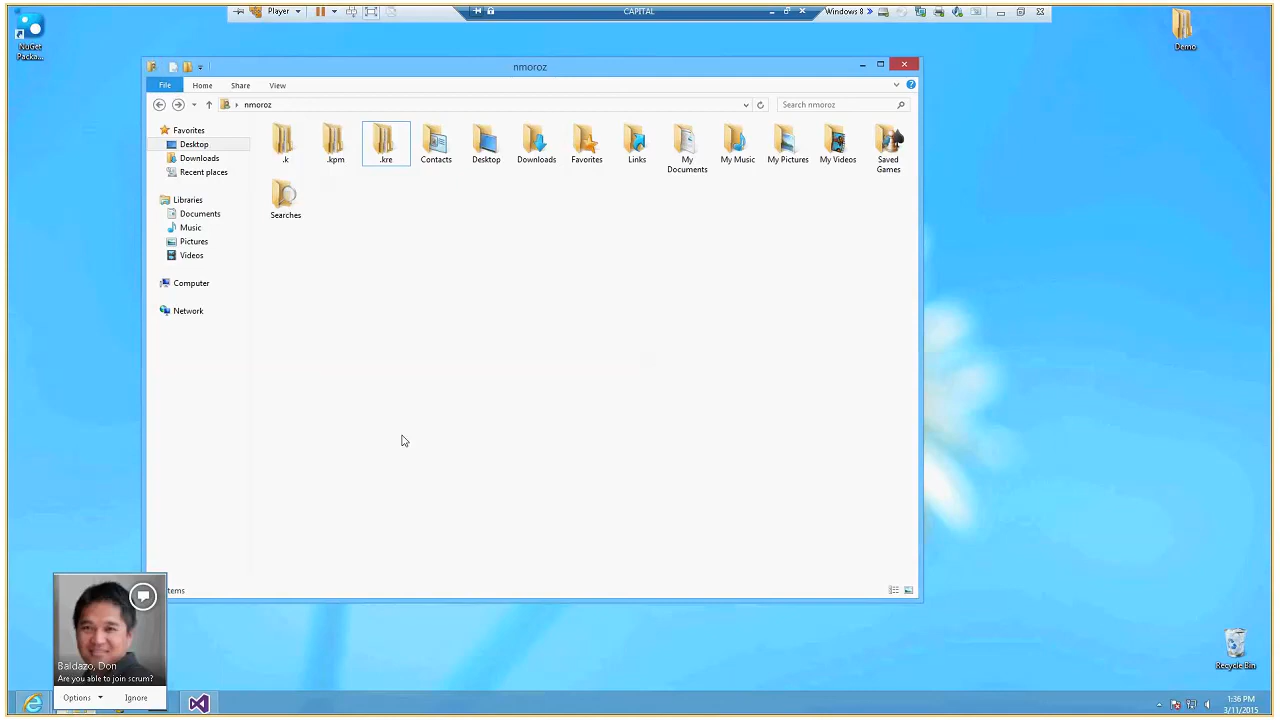 Player
CAPITAL
Windows 8 »
NuGet
Packa...
Demo
nmoroz
File
Home
Share
View
nmoroz
Search nmoroz
Favorites
Desktop
Downloads
Recent places
Libraries
Documents
Music
Pictures
Videos
Computer
Network
.k
.kpm
.kre
Contacts
Desktop
Downloads
Favorites
Links
My
Documents
My Music
My Pictures
My Videos
Saved
Games
Searches
tems
Baldazo, Don
Are you able to join scrum?
Options
Ignore
Recycle Bin
1:36 PM
3/11/2015